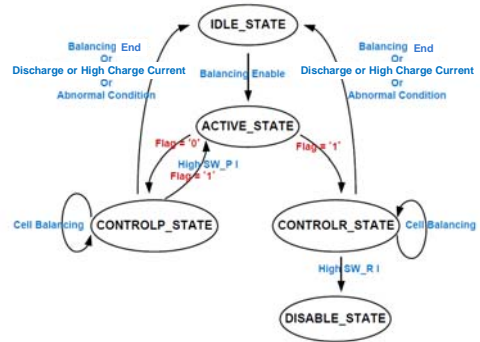 IDLE_STATE
Balancing End
Or
Discharge or High Charge Current
Or
Abnormal Condition
Balancing End
Or
Discharge or High Charge Current
Or
Abnormal Condition
Balancing Enable
ACTIVE_STATE
Flag = '0'
High SW_P I
Flag = '1'
Flag = '1'
Cell Balancing
CONTROLP_STATE
CONTROLR_STATE
Cell Balancing
High SW_R I
DISABLE_STATE